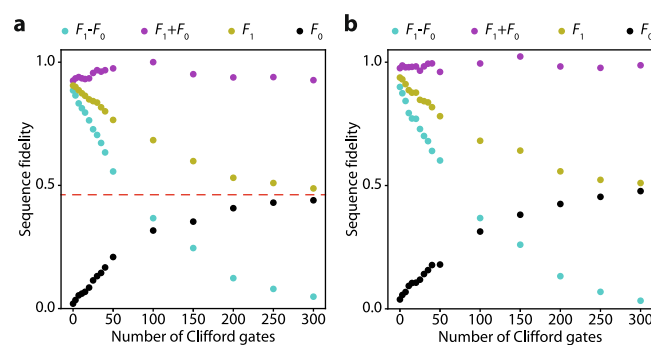 a
F₁-F₀ F₁+F₀ F₁ F₀
Sequence fidelity
1.0
0.5
0.0
0 50 100 150 200 250 300
Number of Clifford gates
b
F₁-F₀ F₁+F₀ F₁ F₀
Sequence fidelity
1.0
0.5
0.0
0 50 100 150 200 250 300
Number of Clifford gates